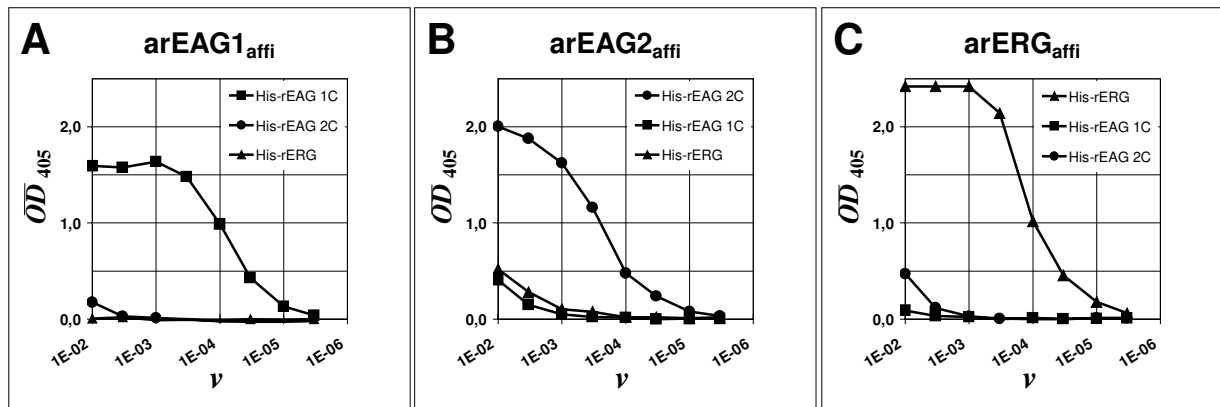 A
arEAG1affi
His-rEAG 1C
His-rEAG 2C
His-rERG
2,0
1,0
0,0
OD 405
1E-02
1E-03
1E-04
1E-05
1E-06
ν
B
arEAG2affi
His-rEAG 2C
His-rEAG 1C
His-rERG
2,0
1,0
0,0
OD 405
1E-02
1E-03
1E-04
1E-05
1E-06
ν
C
arERGaffi
His-rERG
His-rEAG 1C
His-rEAG 2C
2,0
1,0
0,0
OD 405
1E-02
1E-03
1E-04
1E-05
1E-06
ν